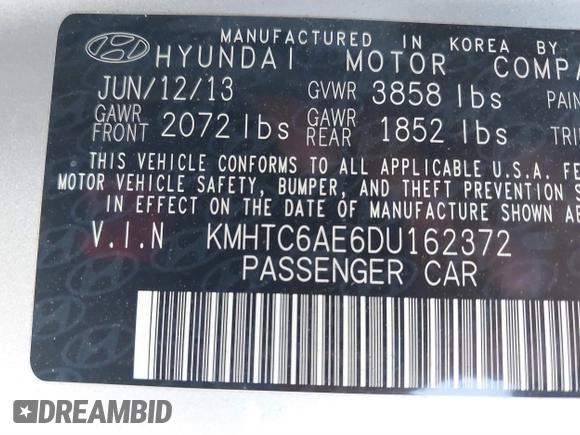 MANUFACTURED IN KOREA BY
HYUNDAI MOTOR COMPA
JUN/12/13 GVWR 3858 lbs PAIN
GAWR FRONT 2072 lbs GAWR REAR 1852 lbs TRI
THIS VEHICLE CONFORMS TO ALL APPLICABLE U.S.A. FE
MOTOR VEHICLE SAFETY, BUMPER, AND THEFT PREVENTION S
IN EFFECT ON THE DATE OF MANUFACTURE SHOWN A
V.I.N KMHTC6AE6DU162372
PASSENGER CAR
DREAMBID